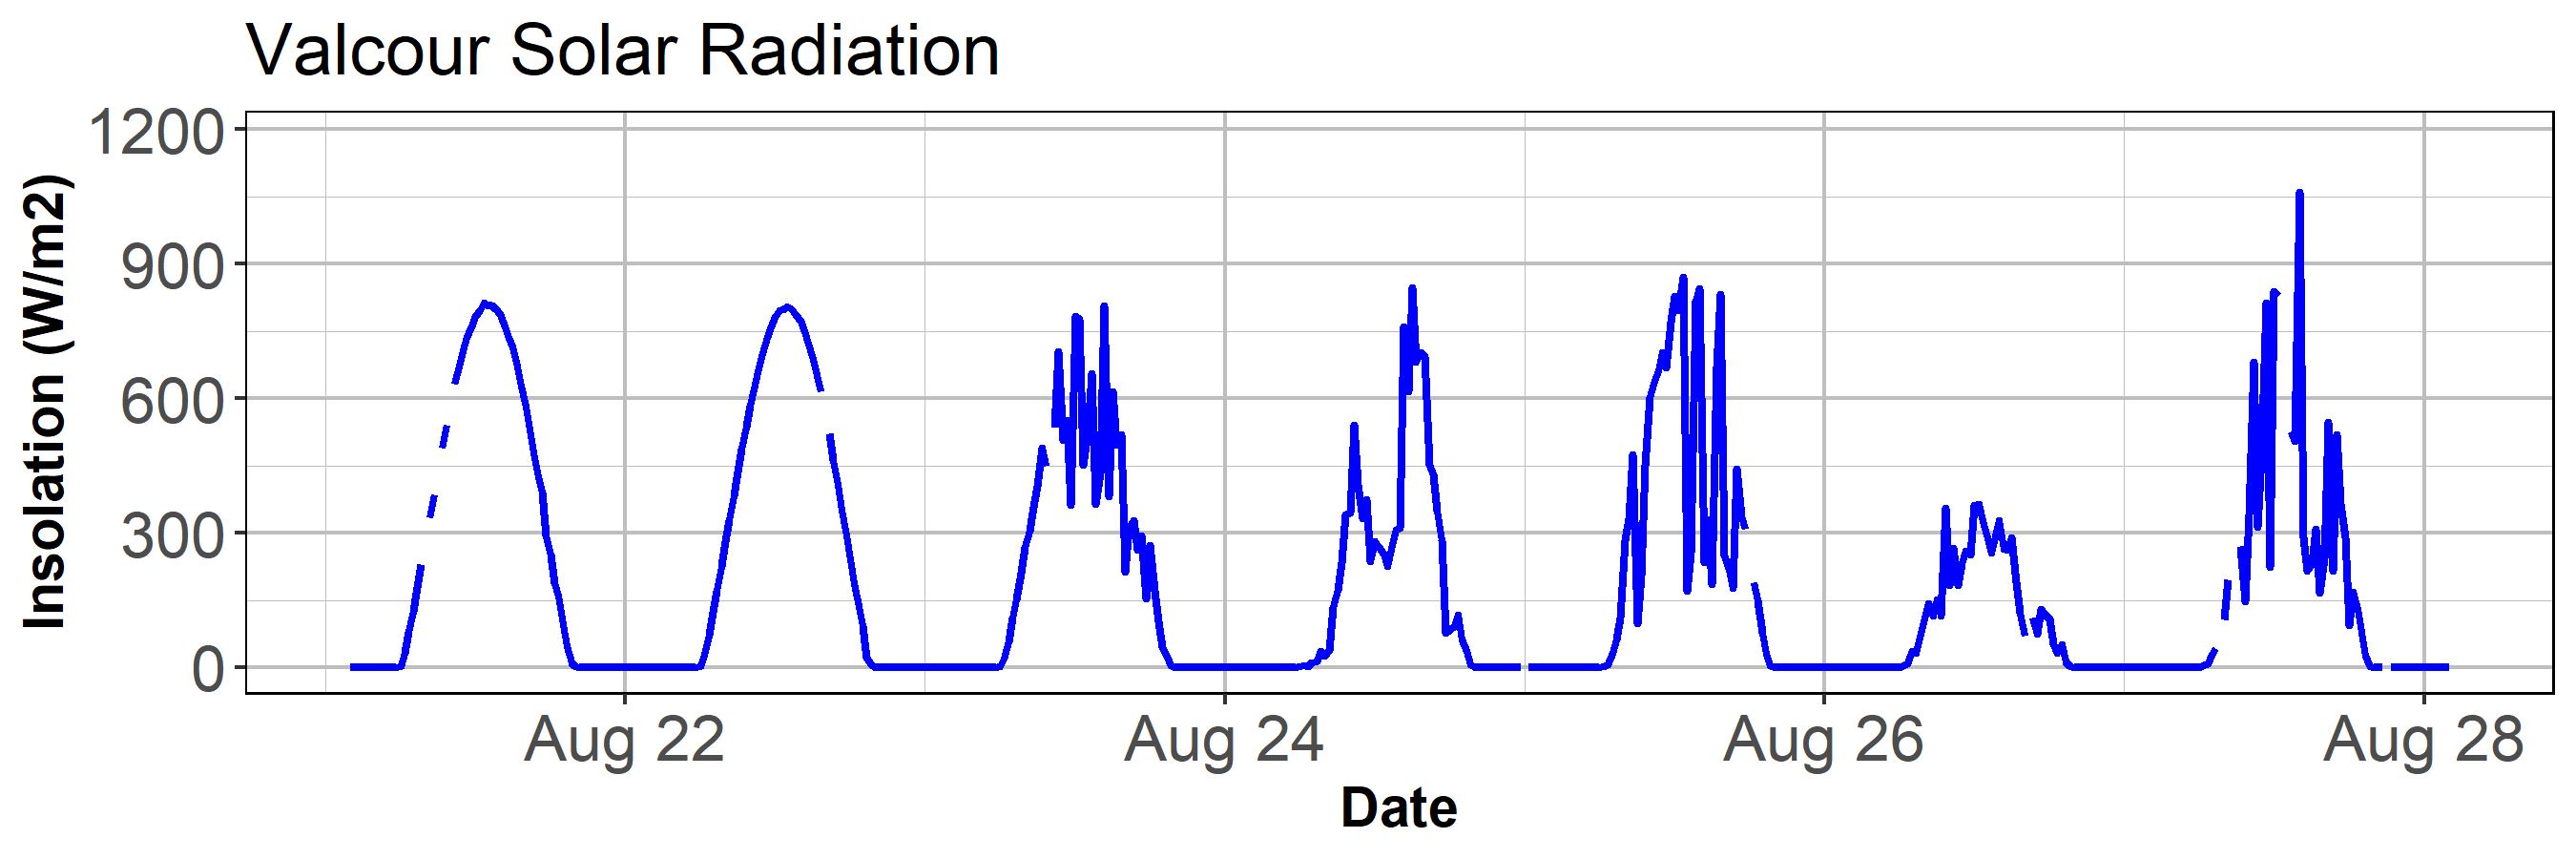 Valcour Solar Radiation
1200
900
600
300
0
Insolation (W/m2)
Aug 22 Aug 24 Aug 26 Aug 28
Date